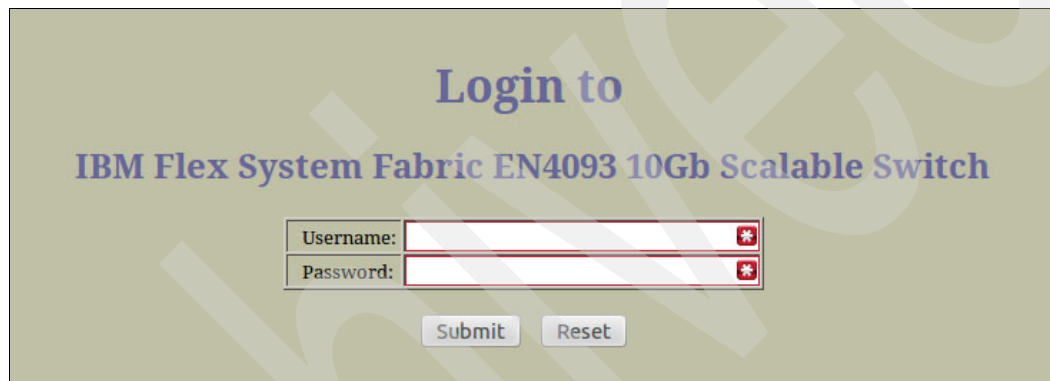 Login to
IBM Flex System Fabric EN4093 10Gb Scalable Switch
Username:
Password:
Submit Reset